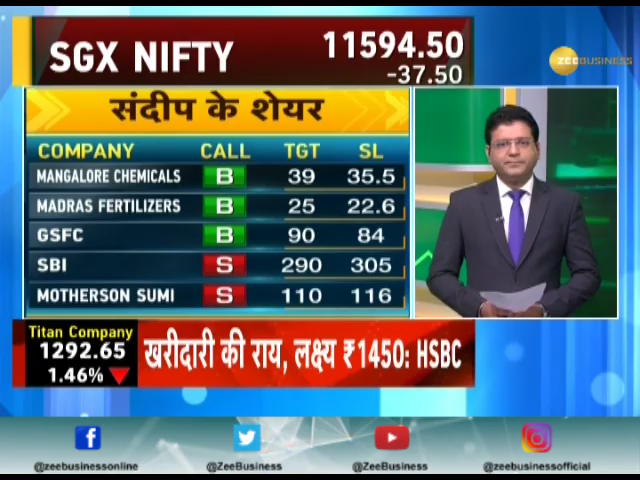 SGX NIFTY 11594.50
-37.50
ZEEBUSINESS
संदीप के शेयर
COMPANY CALL TGT SL
MANGALORE CHEMICALS B 39 35.5
MADRAS FERTILIZERS B 25 22.6
GSFC B 90 84
SBI S 290 305
MOTHERSON SUMI S 110 116
Titan Company
1292.65
1.46%
खरीदारी की राय, लक्ष्य ₹1450: HSBC
@zeebusinessonline @ZeeBusiness @ZeeBusiness @zeebusinessofficial